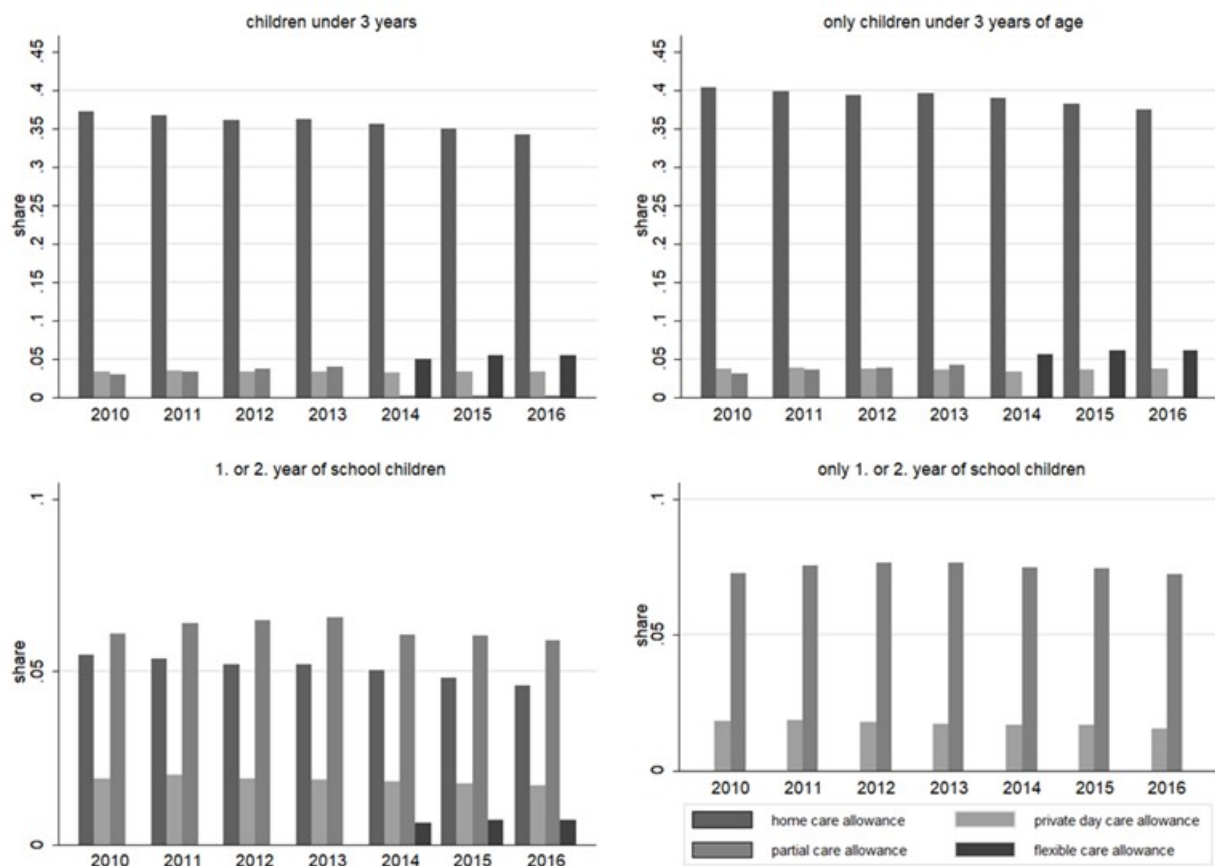 children under 3 years
only children under 3 years of age
share
0 .05 .1 .15 .2 .25 .3 .35 .4 .45
2010 2011 2012 2013 2014 2015 2016
share
0 .05 .1 .15 .2 .25 .3 .35 .4 .45
2010 2011 2012 2013 2014 2015 2016
1. or 2. year of school children
only 1. or 2. year of school children
share
0 .05 .1
2010 2011 2012 2013 2014 2015 2016
share
0 .05 .1
2010 2011 2012 2013 2014 2015 2016
home care allowance
private day care allowance
partial care allowance
flexible care allowance